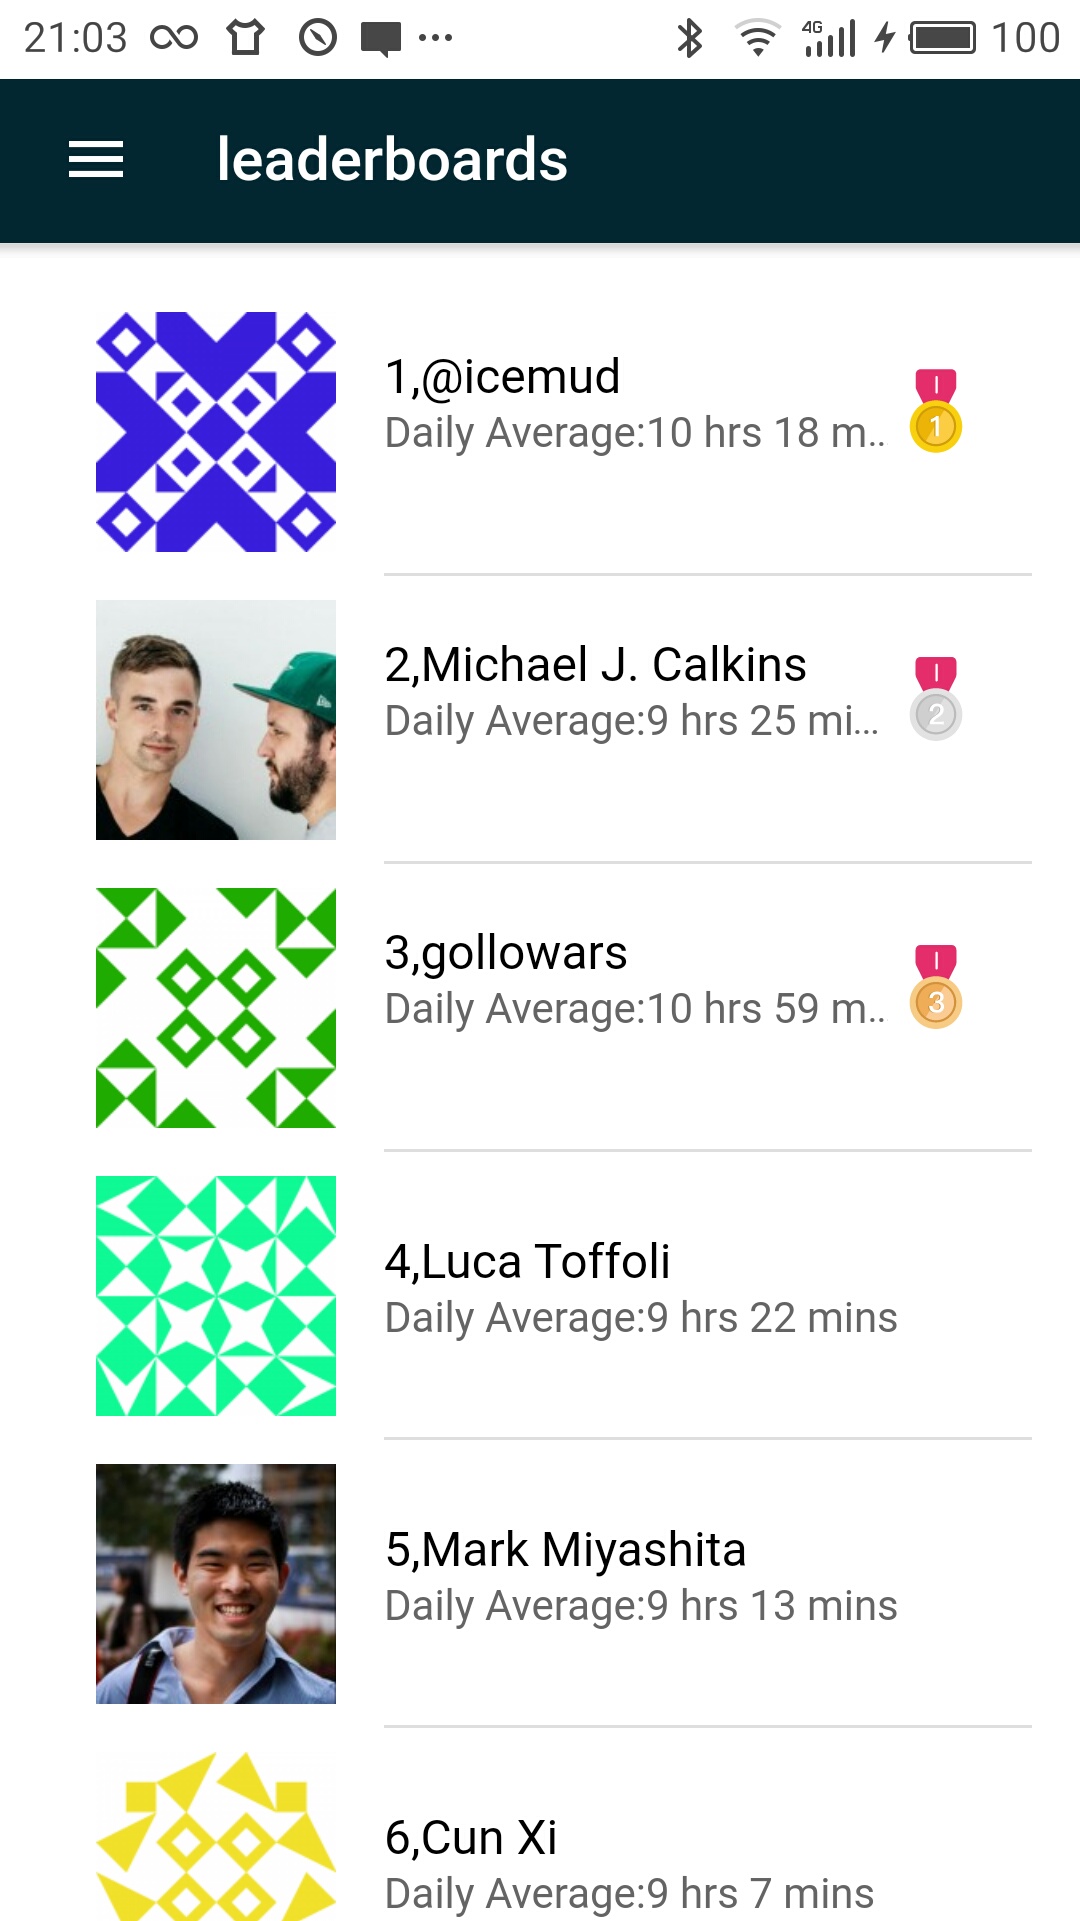 21:03 4G 100
leaderboards
1,@icemud
Daily Average:10 hrs 18 m..
1
2,Michael J. Calkins
Daily Average:9 hrs 25 mi...
2
3,gollowars
Daily Average:10 hrs 59 m..
3
4,Luca Toffoli
Daily Average:9 hrs 22 mins
5,Mark Miyashita
Daily Average:9 hrs 13 mins
6,Cun Xi
Daily Average:9 hrs 7 mins